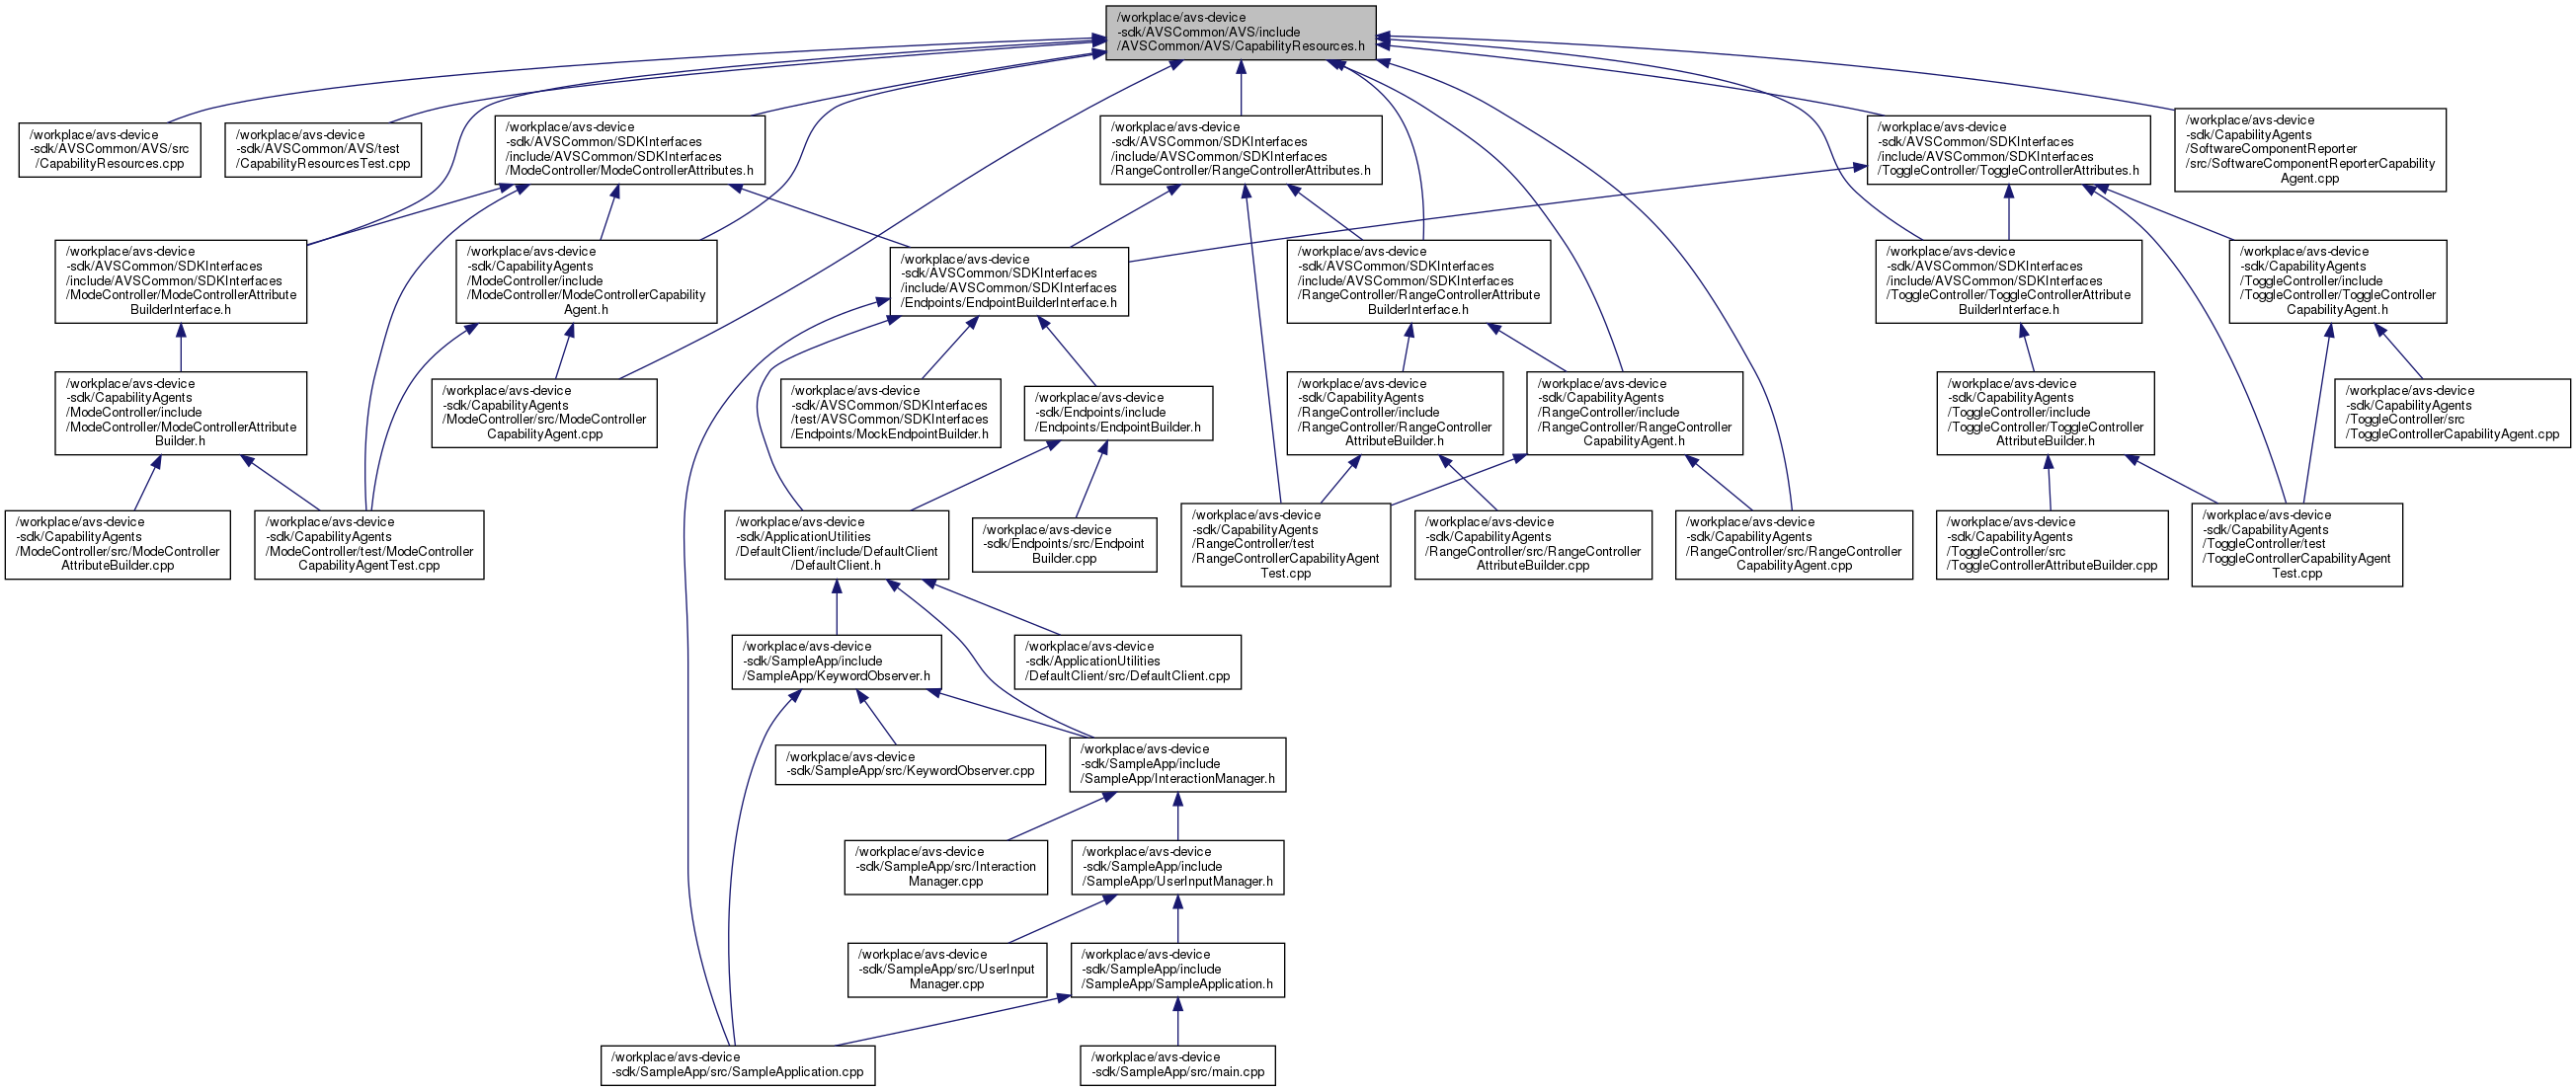 /workplace/avs-device
-sdk/AVSCommon/AVS/include
/AVSCommon/AVS/CapabilityResources.h
/workplace/avs-device
-sdk/AVSCommon/AVS/src
/CapabilityResources.cpp
/workplace/avs-device
-sdk/AVSCommon/AVS/test
/CapabilityResourcesTest.cpp
/workplace/avs-device
-sdk/AVSCommon/SDKInterfaces
/include/AVSCommon/SDKInterfaces
/ModeController/ModeControllerAttributes.h
/workplace/avs-device
-sdk/AVSCommon/SDKInterfaces
/include/AVSCommon/SDKInterfaces
/RangeController/RangeControllerAttributes.h
/workplace/avs-device
-sdk/AVSCommon/SDKInterfaces
/include/AVSCommon/SDKInterfaces
/ToggleController/ToggleControllerAttributes.h
/workplace/avs-device
-sdk/CapabilityAgents
/SoftwareComponentReporter
/src/SoftwareComponentReporterCapability
Agent.cpp
/workplace/avs-device
-sdk/AVSCommon/SDKInterfaces
/include/AVSCommon/SDKInterfaces
/ModeController/ModeControllerAttribute
BuilderInterface.h
/workplace/avs-device
-sdk/CapabilityAgents
/ModeController/include
/ModeController/ModeControllerCapability
Agent.h
/workplace/avs-device
-sdk/AVSCommon/SDKInterfaces
/include/AVSCommon/SDKInterfaces
/Endpoints/EndpointBuilderInterface.h
/workplace/avs-device
-sdk/AVSCommon/SDKInterfaces
/include/AVSCommon/SDKInterfaces
/RangeController/RangeControllerAttribute
BuilderInterface.h
/workplace/avs-device
-sdk/AVSCommon/SDKInterfaces
/include/AVSCommon/SDKInterfaces
/ToggleController/ToggleControllerAttribute
BuilderInterface.h
/workplace/avs-device
-sdk/CapabilityAgents
/ToggleController/include
/ToggleController/ToggleController
CapabilityAgent.h
/workplace/avs-device
-sdk/CapabilityAgents
/ModeController/include
/ModeController/ModeControllerAttribute
Builder.h
/workplace/avs-device
-sdk/CapabilityAgents
/ModeController/src/ModeController
CapabilityAgent.cpp
/workplace/avs-device
-sdk/AVSCommon/SDKInterfaces
/test/AVSCommon/SDKInterfaces
/Endpoints/MockEndpointBuilder.h
/workplace/avs-device
-sdk/Endpoints/include
/Endpoints/EndpointBuilder.h
/workplace/avs-device
-sdk/CapabilityAgents
/RangeController/include
/RangeController/RangeController
AttributeBuilder.h
/workplace/avs-device
-sdk/CapabilityAgents
/RangeController/include
/RangeController/RangeController
CapabilityAgent.h
/workplace/avs-device
-sdk/CapabilityAgents
/ToggleController/include
/ToggleController/ToggleController
AttributeBuilder.h
/workplace/avs-device
-sdk/CapabilityAgents
/ToggleController/src
/ToggleControllerCapabilityAgent.cpp
/workplace/avs-device
-sdk/CapabilityAgents
/ModeController/src/ModeController
AttributeBuilder.cpp
/workplace/avs-device
-sdk/CapabilityAgents
/ModeController/test/ModeController
CapabilityAgentTest.cpp
/workplace/avs-device
-sdk/ApplicationUtilities
/DefaultClient/include/DefaultClient
/DefaultClient.h
/workplace/avs-device
-sdk/Endpoints/src/Endpoint
Builder.cpp
/workplace/avs-device
-sdk/CapabilityAgents
/RangeController/test
/RangeControllerCapabilityAgent
Test.cpp
/workplace/avs-device
-sdk/CapabilityAgents
/RangeController/src/RangeController
AttributeBuilder.cpp
/workplace/avs-device
-sdk/CapabilityAgents
/RangeController/src/RangeController
CapabilityAgent.cpp
/workplace/avs-device
-sdk/CapabilityAgents
/ToggleController/src
/ToggleControllerAttributeBuilder.cpp
/workplace/avs-device
-sdk/CapabilityAgents
/ToggleController/test
/ToggleControllerCapabilityAgent
Test.cpp
/workplace/avs-device
-sdk/SampleApp/include
/SampleApp/KeywordObserver.h
/workplace/avs-device
-sdk/ApplicationUtilities
/DefaultClient/src/DefaultClient.cpp
/workplace/avs-device
-sdk/SampleApp/src/KeywordObserver.cpp
/workplace/avs-device
-sdk/SampleApp/include
/SampleApp/InteractionManager.h
/workplace/avs-device
-sdk/SampleApp/src/Interaction
Manager.cpp
/workplace/avs-device
-sdk/SampleApp/include
/SampleApp/UserInputManager.h
/workplace/avs-device
-sdk/SampleApp/src/UserInput
Manager.cpp
/workplace/avs-device
-sdk/SampleApp/include
/SampleApp/SampleApplication.h
/workplace/avs-device
-sdk/SampleApp/src/SampleApplication.cpp
/workplace/avs-device
-sdk/SampleApp/src/main.cpp